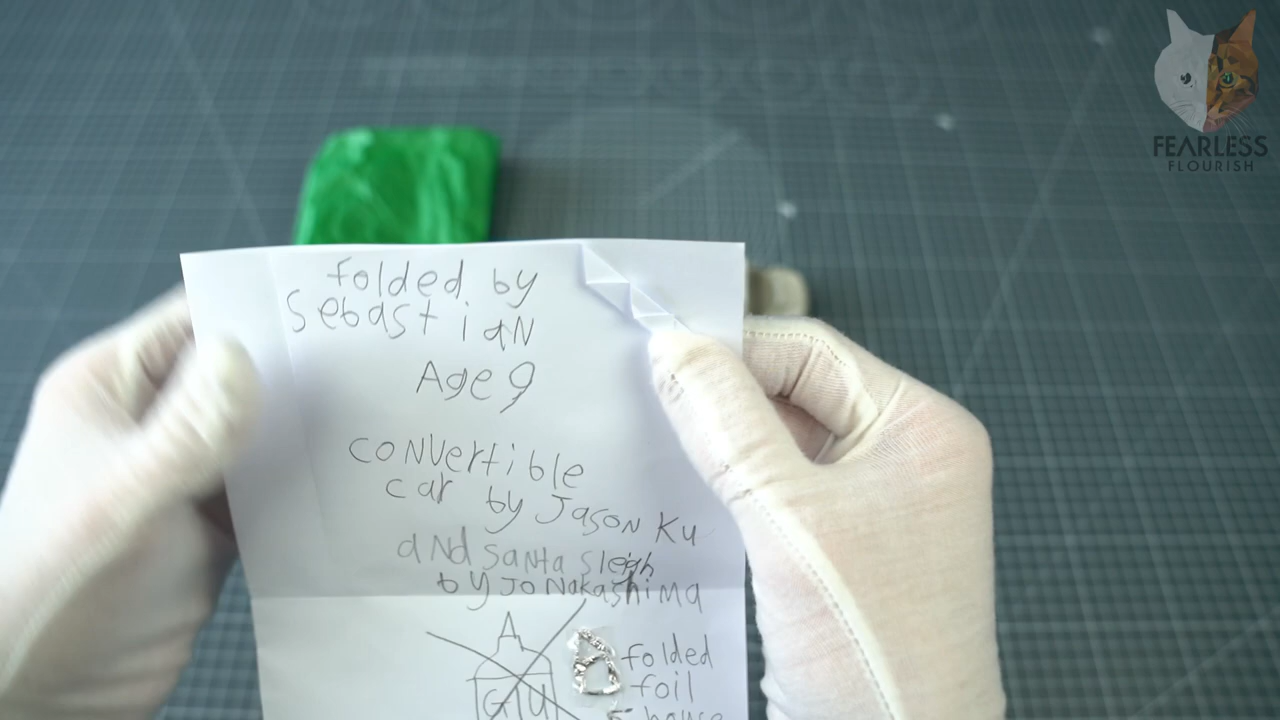 FEARLESS
FLOURISH
folded by
SebastiaN
Age 9
coNvertible
car by JasoN Ku
aNd saNta sleigh
by Jo Nakashima
A
G U
folded
foil
house